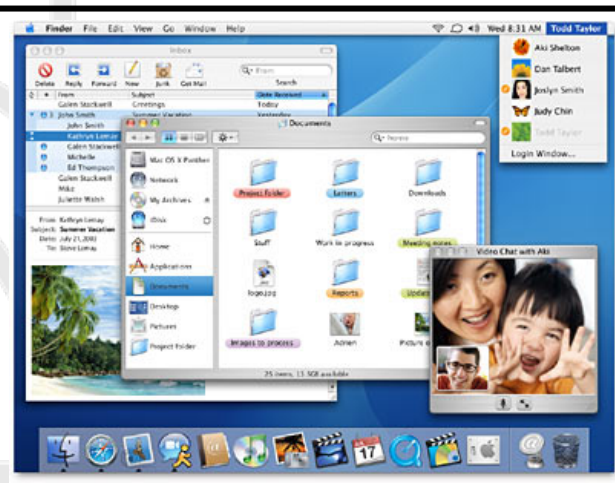 Finder File Edit View Go Window Help
Wed 8:31 AM Todd Taylor
Aki Shelton
Dan Talbert
Joslyn Smith
Judy Chin
Todd Taylor
Login Window...
Inbox
Delete Reply Forward New Junk Get Mail
Search
From Subject Date Received
Galen Stackwell Greetings Today
John Smith Summer Vacation Yesterday
John Smith
Kathryn Lemay
Galen Stackwell
Michelle
Ed Thompson
Galen Stackwell
Mike
Juliette Walsh
From: Kathryn Lemay
Subject: Summer Vacation
Date: July 21, 2003
To: Steve Lemay
Documents
Mac OS X Panther
Network
My Archives
iDisk
Home
Applications
Documents
Desktop
Pictures
Project Folder
Project Folder Letters Downloads
Stuff Work in progress Meeting notes
logo.jpg Reports
Images to process Adrien
25 items, 13.5GB available
Video Chat with Aki
17